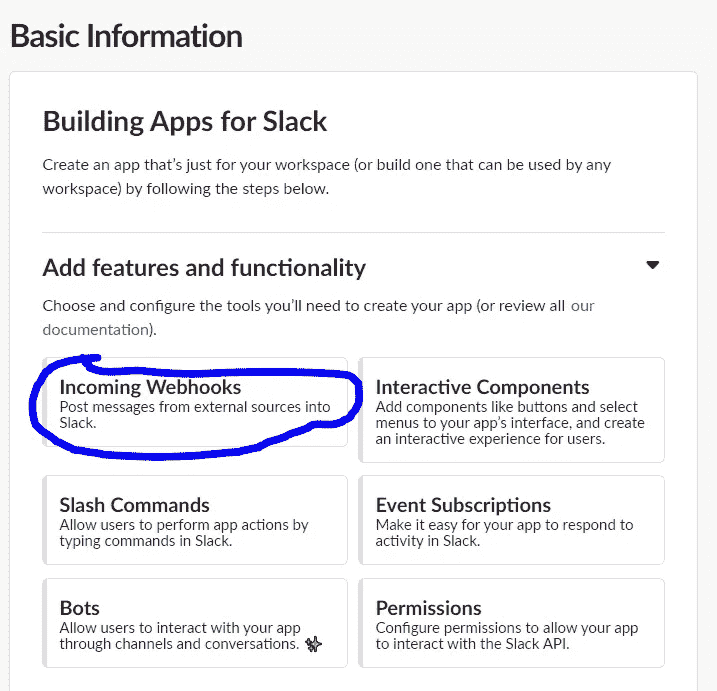 Basic Information
Building Apps for Slack
Create an app that’s just for your workspace (or build one that can be used by any
workspace) by following the steps below.
Add features and functionality
Choose and configure the tools you’ll need to create your app (or review all our
documentation).
Incoming Webhooks
Post messages from external sources into
Slack.
Interactive Components
Add components like buttons and select
menus to your app’s interface, and create
an interactive experience for users.
Slash Commands
Allow users to perform app actions by
typing commands in Slack.
Event Subscriptions
Make it easy for your app to respond to
activity in Slack.
Bots
Allow users to interact with your app
through channels and conversations.
Permissions
Configure permissions to allow your app
to interact with the Slack API.